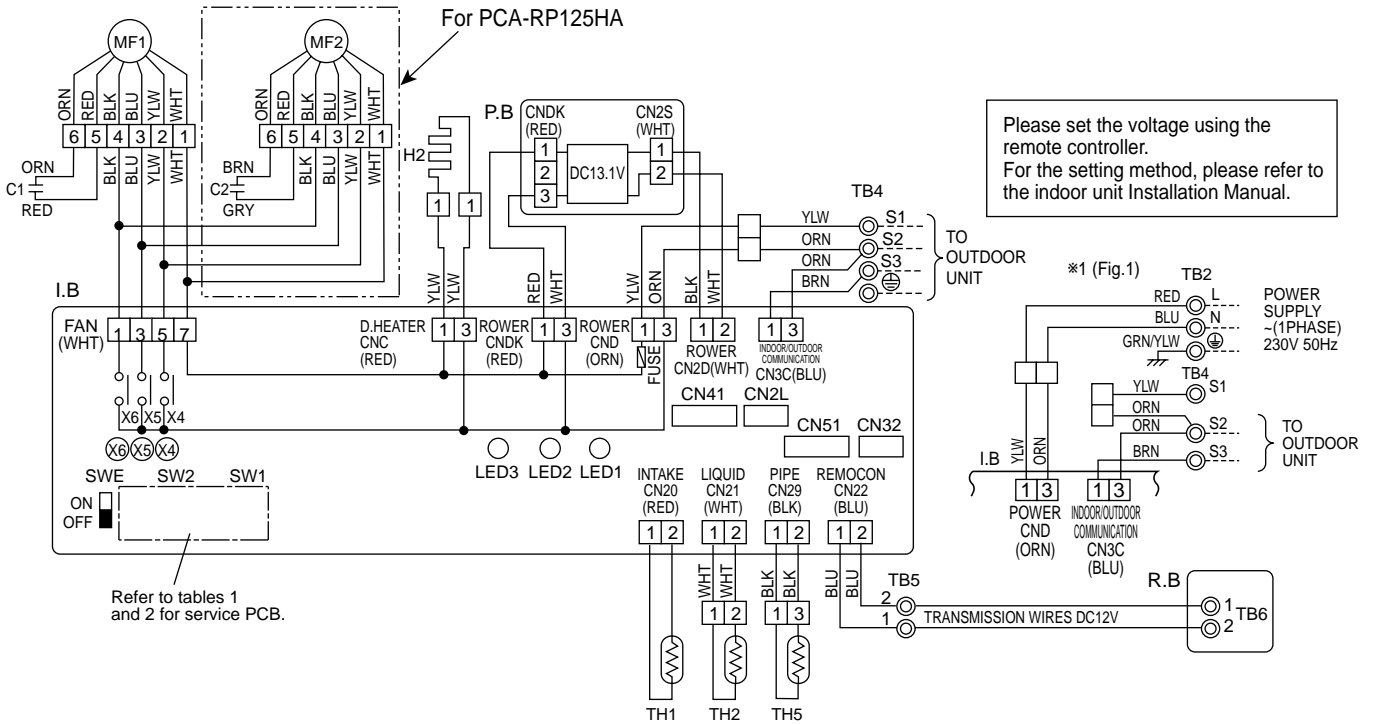 For PCA-RP125HA
MF1
MF2
ORN
RED
BLK
BLU
YLW
WHT
ORN
RED
BLK
BLU
YLW
WHT
6 5 4 3 2 1
6 5 4 3 2 1
ORN
C1
RED
BLK
BLU
YLW
WHT
BRN
C2
GRY
BLK
BLU
YLW
WHT
H2
1 1
P.B
CNDK
(RED)
CN2S
(WHT)
1
2
3
DC13.1V
1
2
Please set the voltage using the
remote controller.
For the setting method, please refer to
the indoor unit Installation Manual.
TB4
YLW
S1
ORN
S2
ORN
S3
BRN
TO
OUTDOOR
UNIT
I.B
YLW
YLW
RED
WHT
YLW
ORN
BLK
WHT
FAN
(WHT)
1 3 5 7
D.HEATER
CNC
(RED)
1 3
ROWER
CNDK
(RED)
1 3
ROWER
CND
(ORN)
1 3
FUSE
1 2
ROWER
CN2D(WHT)
1 3
INDOOR/OUTDOOR
COMMUNICATION
CN3C(BLU)
X6 X5 X4
X6 X5 X4
CN41
CN2L
CN51
CN32
LED3 LED2 LED1
SWE
SW2
SW1
ON
OFF
INTAKE
CN20
(RED)
LIQUID
CN21
(WHT)
PIPE
CN29
(BLK)
REMOCON
CN22
(BLU)
1 2
1 2
1 2
1 2
WHT
WHT
BLK
BLK
BLU
BLU
1 2
1 3
TH1
TH2
TH5
Refer to tables 1
and 2 for service PCB.
TB5
2
1
TRANSMISSION WIRES DC12V
R.B
1
2
TB6
※1 (Fig.1)
TB2
RED
L
BLU
N
GRN/YLW
POWER
SUPPLY
~(1PHASE)
230V 50Hz
TB4
YLW
S1
ORN
ORN
S2
BRN
S3
TO
OUTDOOR
UNIT
I.B
YLW
ORN
1 3
1 3
POWER
CND
(ORN)
INDOOR/OUTDOOR
COMMUNICATION
CN3C
(BLU)